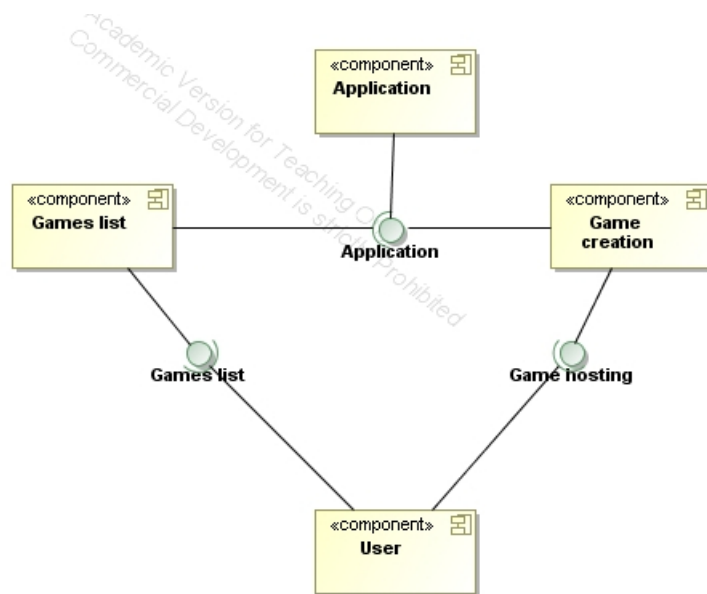 Academic Version for Teaching Only
Commercial Development is strictly Prohibited
«component»
Application
«component»
Games list
«component»
Game
creation
Application
Games list
Game hosting
«component»
User